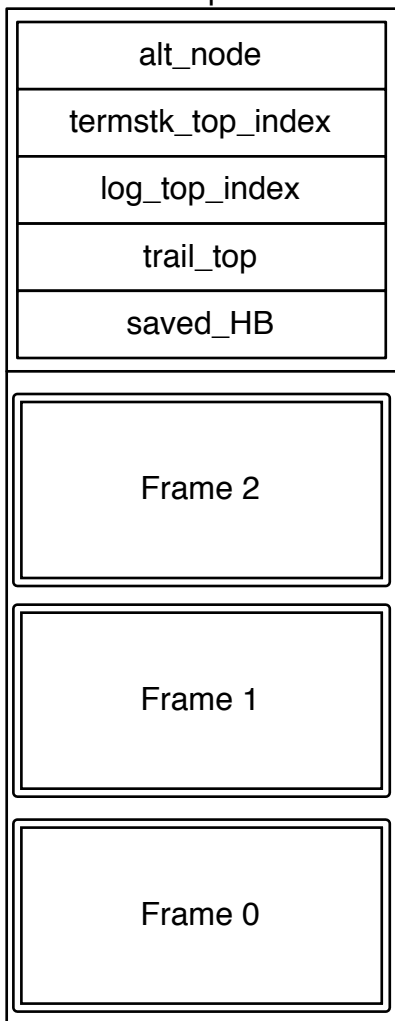 alt_node
termstk_top_index
log_top_index
trail_top
saved_HB
Frame 2
Frame 1
Frame 0